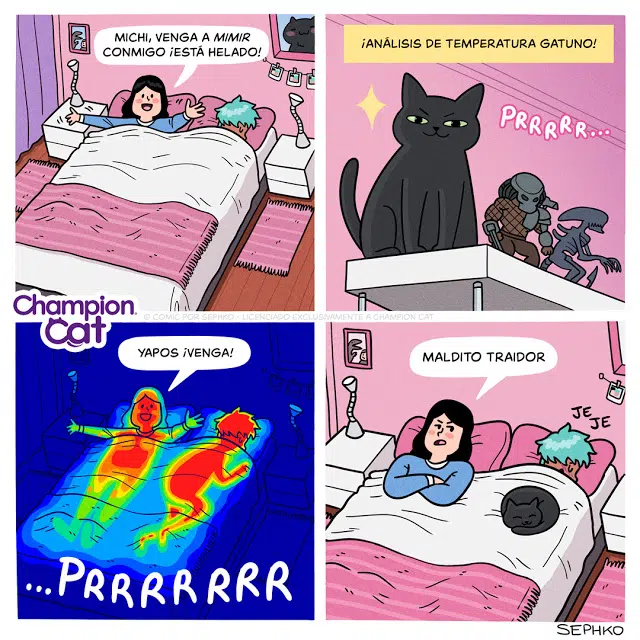 MICHI, VENGA A MIMIR
CONMIGO ¡ESTÁ HELADO!
¡ANÁLISIS DE TEMPERATURA GATUNO!
PRRRRR...
Champion
Cat
© COMIC POR SEPHKO - LICENCIADO EXCLUSIVAMENTE A CHAMPION CAT
YAPOS ¡VENGA!
...PRRRRRRR
MALDITO TRAIDOR
JE
JE
SEPHKO